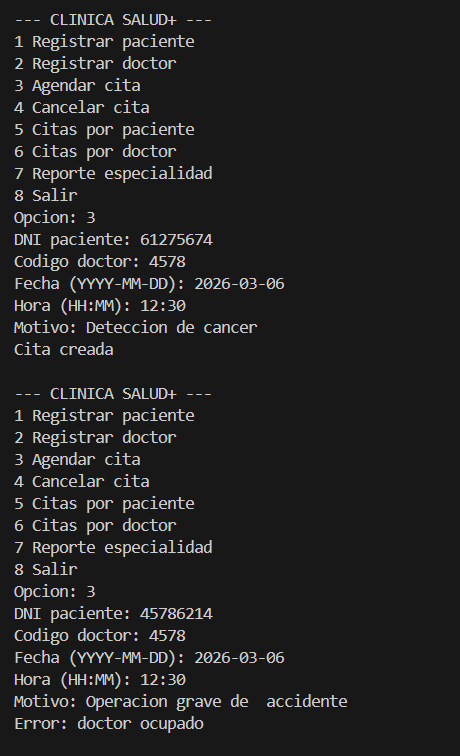 --- CLINICA SALUD+ ---
1 Registrar paciente
2 Registrar doctor
3 Agendar cita
4 Cancelar cita
5 Citas por paciente
6 Citas por doctor
7 Reporte especialidad
8 Salir
Opcion: 3
DNI paciente: 61275674
Codigo doctor: 4578
Fecha (YYYY-MM-DD): 2026-03-06
Hora (HH:MM): 12:30
Motivo: Deteccion de cancer
Cita creada

--- CLINICA SALUD+ ---
1 Registrar paciente
2 Registrar doctor
3 Agendar cita
4 Cancelar cita
5 Citas por paciente
6 Citas por doctor
7 Reporte especialidad
8 Salir
Opcion: 3
DNI paciente: 45786214
Codigo doctor: 4578
Fecha (YYYY-MM-DD): 2026-03-06
Hora (HH:MM): 12:30
Motivo: Operacion grave de  accidente
Error: doctor ocupado